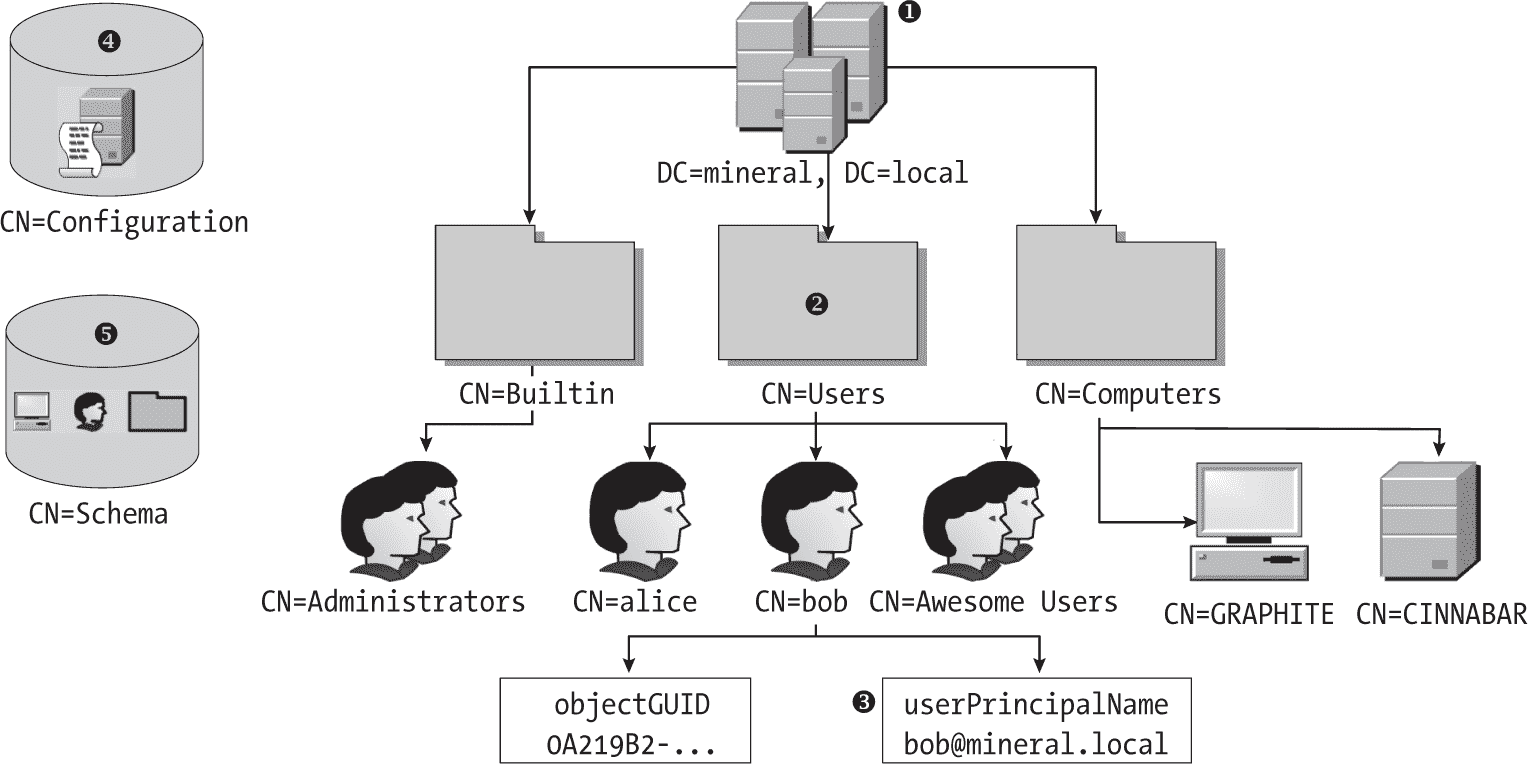 ❶
❹
DC=mineral, DC=local
CN=Configuration
❷
❺
CN=Builtin
CN=Users
CN=Computers
CN=Schema
CN=Administrators
CN=alice
CN=bob
CN=Awesome Users
CN=GRAPHITE
CN=CINNABAR
objectGUID
0A219B2-...
❸
userPrincipalName
bob@mineral.local